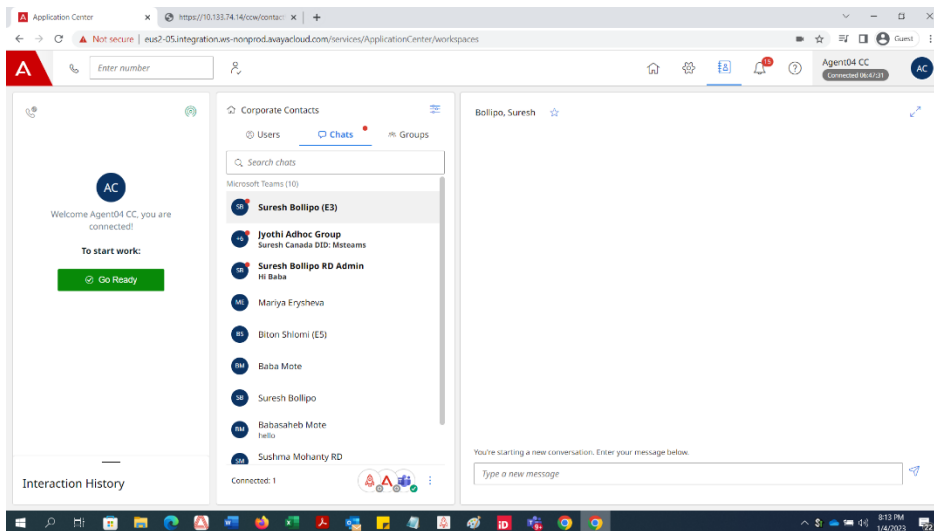 Application Center
https://10.133.74.14/ccw/contact
Not secure | eus2-05.integration.ws-nonprod.avayacloud.com/services/ApplicationCenter/workspaces
Guest
Enter number
15
?
Agent04 CC
Connected 06:47:31
AC
AC
Welcome Agent04 CC, you are
connected!
To start work:
Go Ready
Interaction History
Corporate Contacts
Users
Chats
Groups
Search chats
Microsoft Teams (10)
SB
Suresh Bollipo (E3)
+6
Jyothi Adhoc Group
Suresh Canada DID: Msteams
SB
Suresh Bollipo RD Admin
Hi Baba
ME
Mariya Erysheva
BS
Biton Shlomi (E5)
BM
Baba Mote
SB
Suresh Bollipo
BM
Babasaheb Mote
hello
SM
Sushma Mohanty RD
Connected: 1
Bollipo, Suresh
You're starting a new conversation. Enter your message below.
Type a new message
8:13 PM
1/4/2023
22